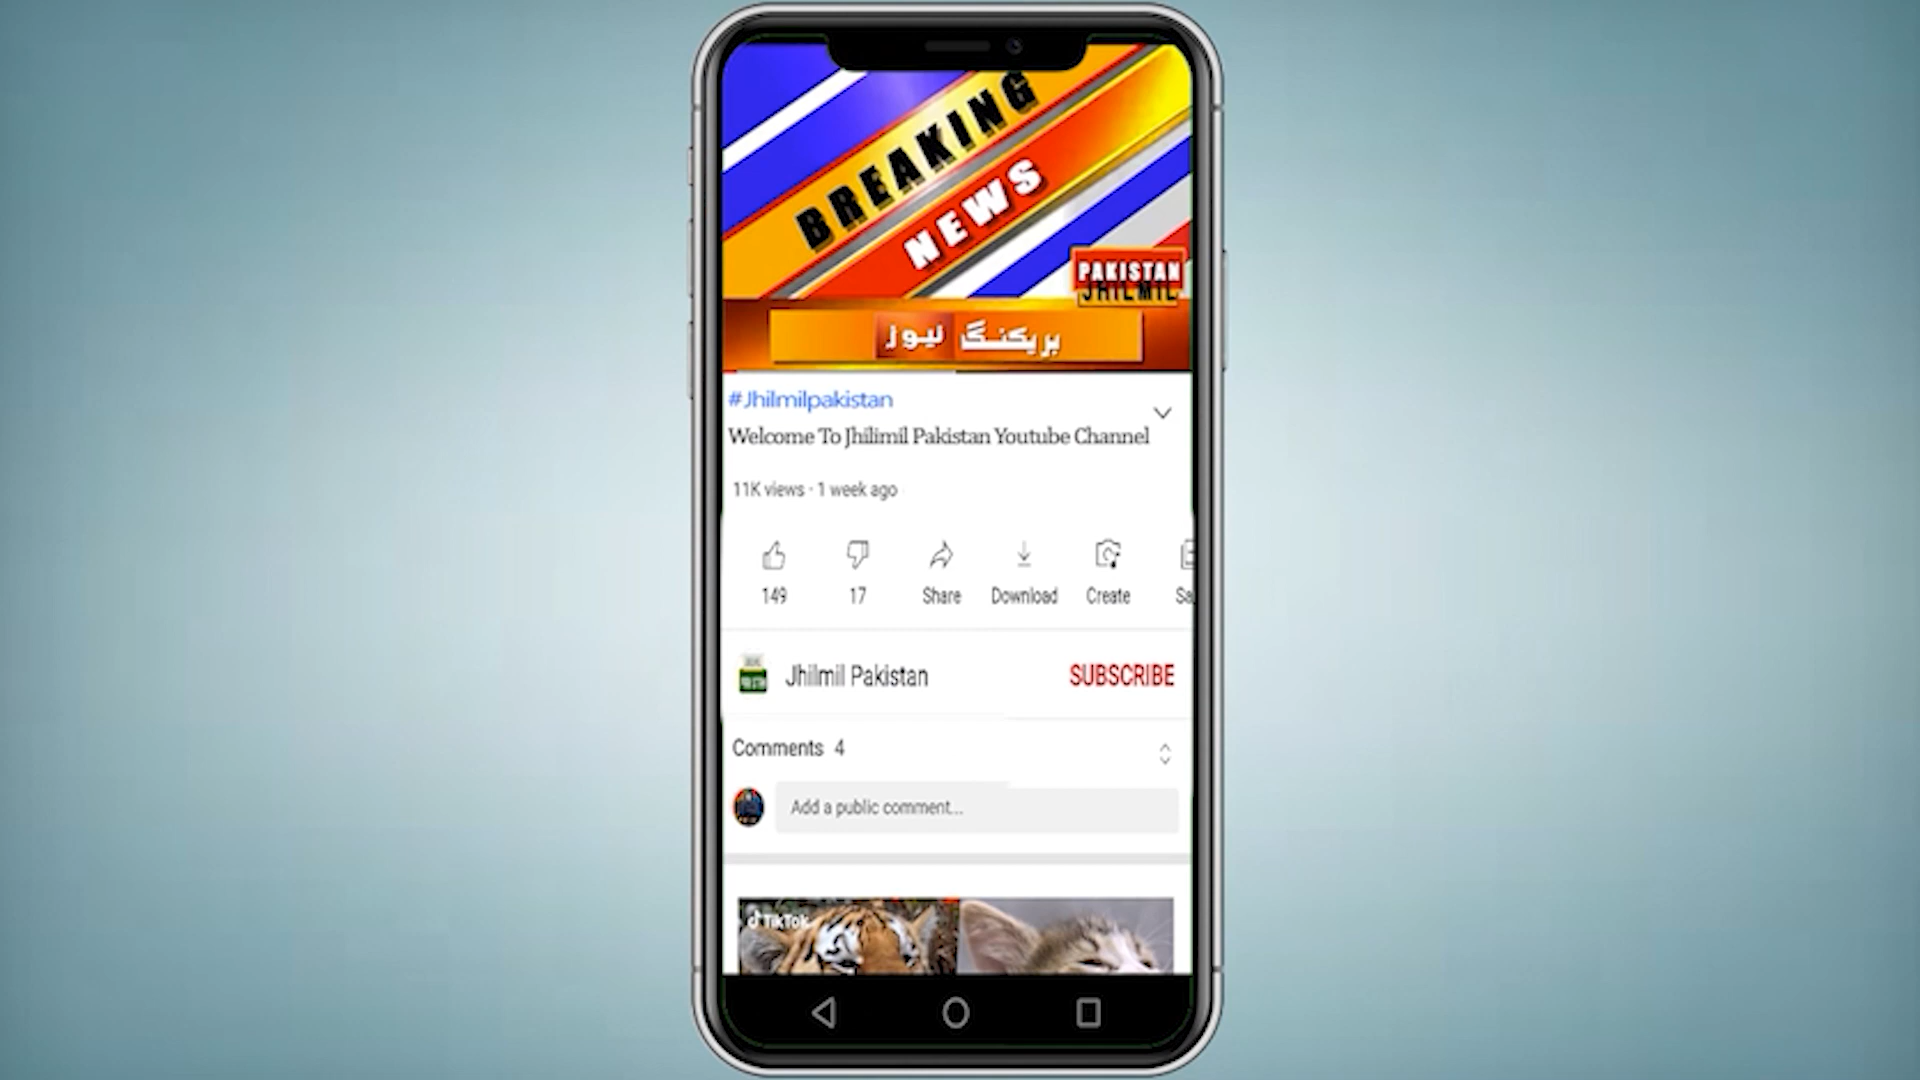 BREAKING
NEWS
PAKISTAN
JHILMIL
بریکنگ نیوز
#Jhilmilpakistan
Welcome To Jhilimil Pakistan Youtube Channel
11K views · 1 week ago
149
17
Share
Download
Create
Sa
Jhilmil Pakistan
SUBSCRIBE
Comments 4
Add a public comment...
TikTok